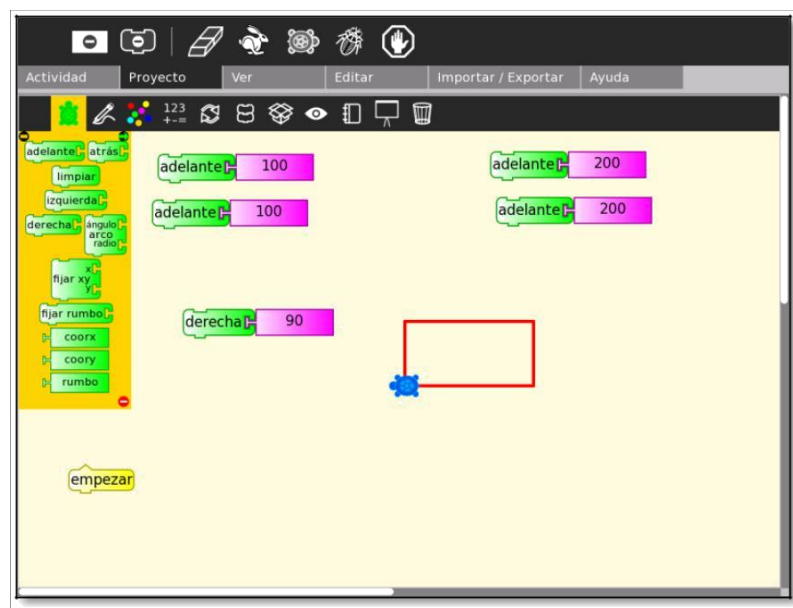 Actividad Proyecto Ver Editar Importar / Exportar Ayuda
123
+-=
adelante atrás
limpiar
izquierda
derecha ángulo
arco
radio
fijar xy x
y
fijar rumbo
coorx
coory
rumbo
adelante 100
adelante 100
adelante 200
adelante 200
derecha 90
empezar